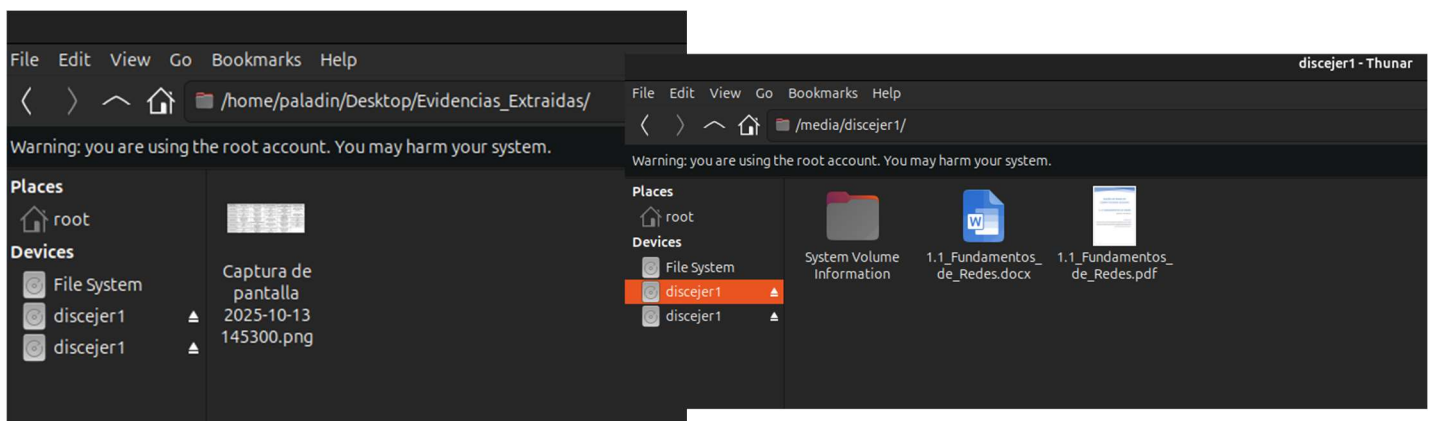 File Edit View Go Bookmarks Help
/home/paladin/Desktop/Evidencias_Extraidas/
Warning: you are using the root account. You may harm your system.
Places
root
Devices
File System
discejer1
discejer1
Captura de
pantalla
2025-10-13
145300.png
discejer1 - Thunar
File Edit View Go Bookmarks Help
/media/discejer1/
Warning: you are using the root account. You may harm your system.
Places
root
Devices
File System
discejer1
discejer1
System Volume
Information
W
1.1_Fundamentos_
de_Redes.docx
1.1_Fundamentos_
de_Redes.pdf